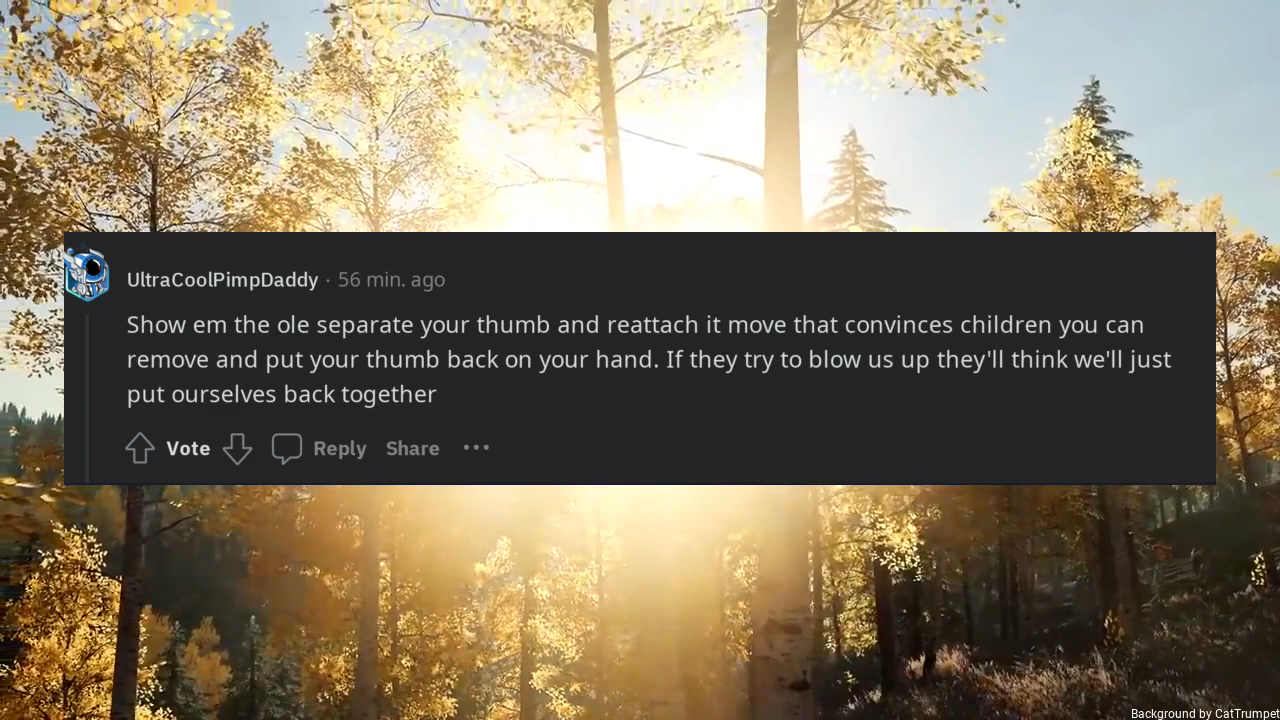 UltraCoolPimpDaddy · 56 min. ago
Show em the ole separate your thumb and reattach it move that convinces children you can
remove and put your thumb back on your hand. If they try to blow us up they'll think we'll just
put ourselves back together
Vote Reply Share ···
Background by CatTrumpet